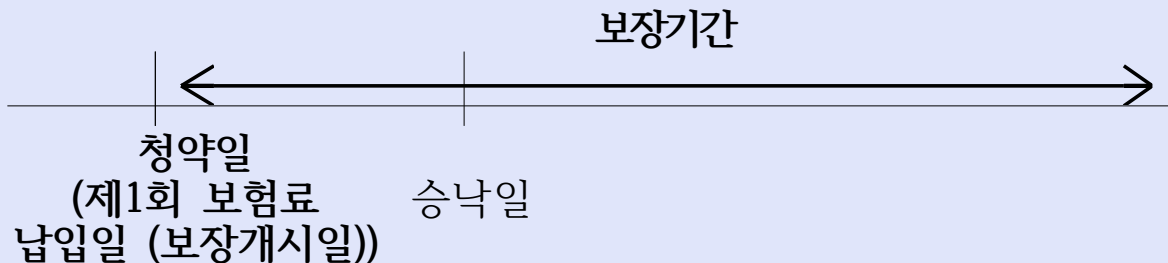 보장기간
청약일
(제1회 보험료
납입일 (보장개시일))
승낙일